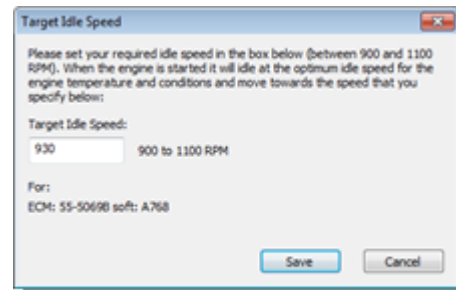 Target Idle Speed
Please set your required idle speed in the box below (between 900 and 1100
RPM). When the engine is started it will idle at the optimum idle speed for the
engine temperature and conditions and move towards the speed that you
specify below:
Target Idle Speed:
930 900 to 1100 RPM
For:
ECM: 55-5069B soft: A768
Save Cancel